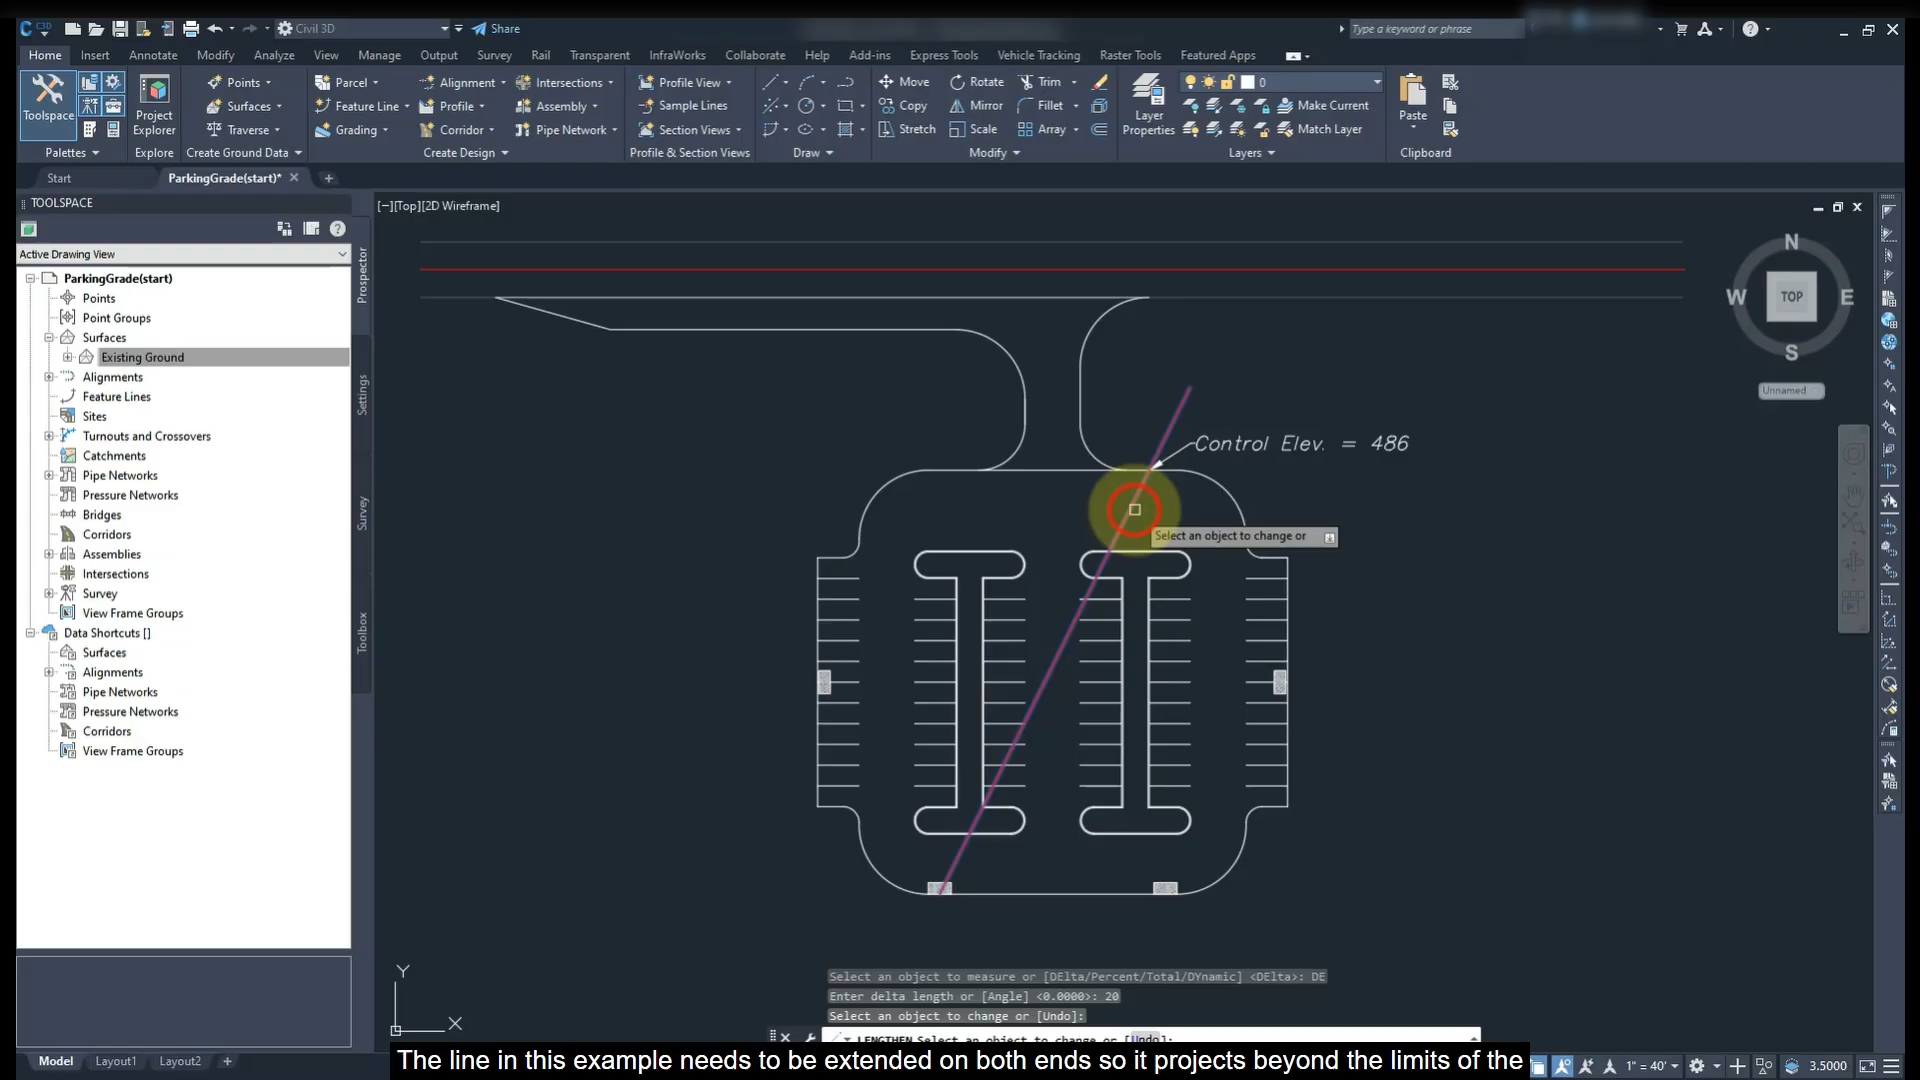 C3D
Civil 3D
Share
Type a keyword or phrase
Home Insert Annotate Modify Analyze View Manage Output Survey Rail Transparent InfraWorks Collaborate Help Add-ins Express Tools Vehicle Tracking Raster Tools Featured Apps
Toolspace
Project Explorer
Points
Surfaces
Traverse
Parcel
Feature Line
Grading
Alignment
Profile
Corridor
Intersections
Assembly
Pipe Network
Profile View
Sample Lines
Section Views
Move
Copy
Stretch
Rotate
Mirror
Scale
Trim
Fillet
Array
Layer Properties
0
Make Current
Match Layer
Paste
Palettes Explore Create Ground Data Create Design Profile & Section Views Draw Modify Layers Clipboard
Start ParkingGrade(start)*
TOOLSPACE
Active Drawing View
ParkingGrade(start)
Points
Point Groups
Surfaces
Existing Ground
Alignments
Feature Lines
Sites
Turnouts and Crossovers
Catchments
Pipe Networks
Pressure Networks
Bridges
Corridors
Assemblies
Intersections
Survey
View Frame Groups
Data Shortcuts []
Surfaces
Alignments
Pipe Networks
Pressure Networks
Corridors
View Frame Groups
Prospector
Settings
Survey
Toolbox
[−][Top][2D Wireframe]
N
W TOP E
S
Unnamed
Control Elev. = 486
Select an object to change or
Y
X
Select an object to measure or [DElta/Percent/Total/DYnamic] <DElta>: DE
Enter delta length or [Angle] <0.0000>: 20
Select an object to change or [Undo]:
LENGTHEN Select an object to change or [Undo]:
Model Layout1 Layout2
The line in this example needs to be extended on both ends so it projects beyond the limits of the
1" = 40'
3.5000